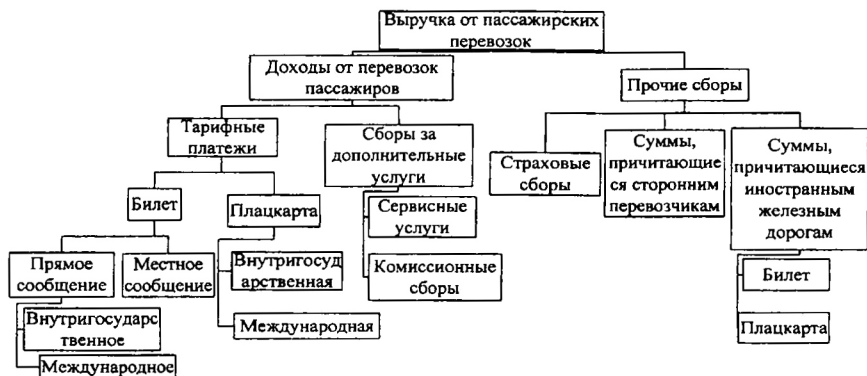 Выручка от пассажирских
перевозок
Доходы от перевозок
пассажиров
Прочие сборы
Тарифные
платежи
Сборы за
дополнительные
услуги
Страховые
сборы
Суммы,
причитающие
ся сторонним
перевозчикам
Суммы,
причитающиеся
иностранным
железным
дорогам
Билет
Плацкарта
Сервисные
услуги
Комиссионные
сборы
Прямое
сообщение
Местное
сообщение
Внутригосуд
арственная
Международная
Внутригосударс
твенное
Международное
Билет
Плацкарта